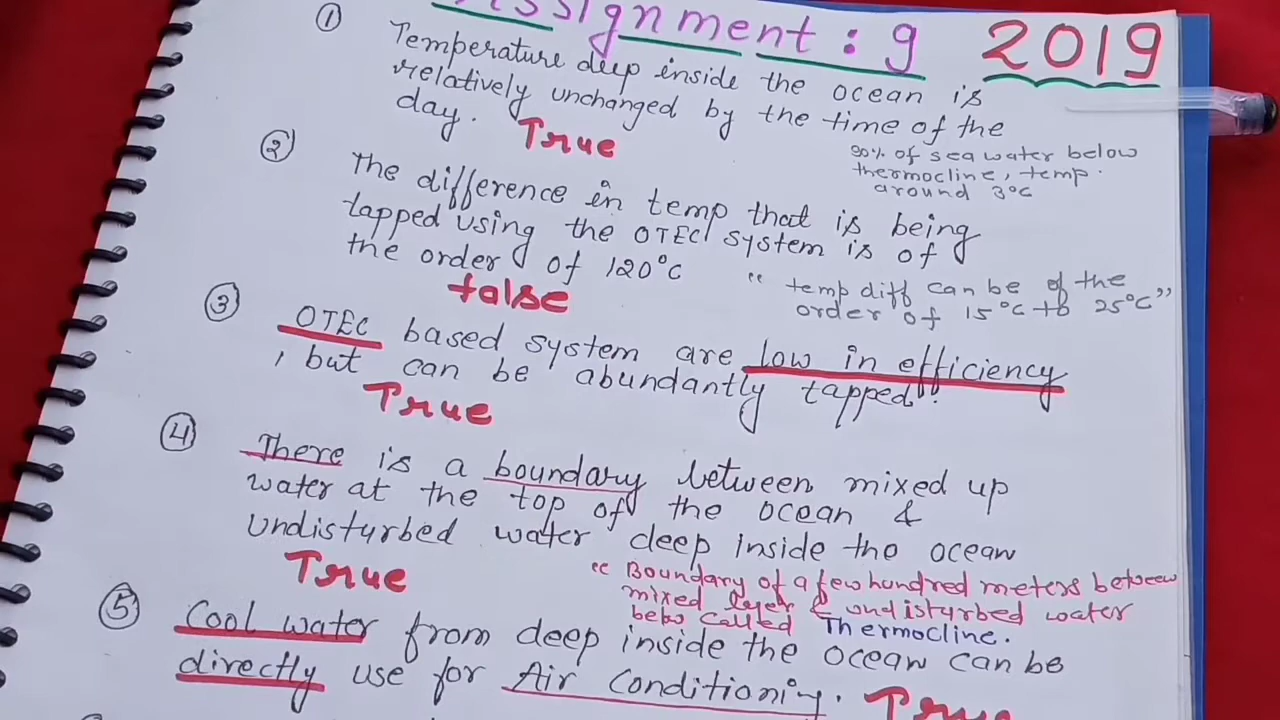 Assignment : 9 2019
① Temperature deep inside the ocean is
relatively unchanged by the time of the
day. True
90% of sea water below
thermocline, temp.
around 3°C
② The difference in temp that is being
tapped using the OTEC system is of
the order of 120°C
false
" temp diff can be of the
order of 15°C to 25°C"
③ OTEC based system are low in efficiency
, but can be abundantly tapped.
True
④ There is a boundary between mixed up
water at the top of the ocean &
undisturbed water deep inside the ocean
True
" Boundary of a few hundred meters between
mixed layer & undisturbed water
below called Thermocline.
⑤ Cool water from deep inside the ocean can be
directly use for Air Conditioning. True